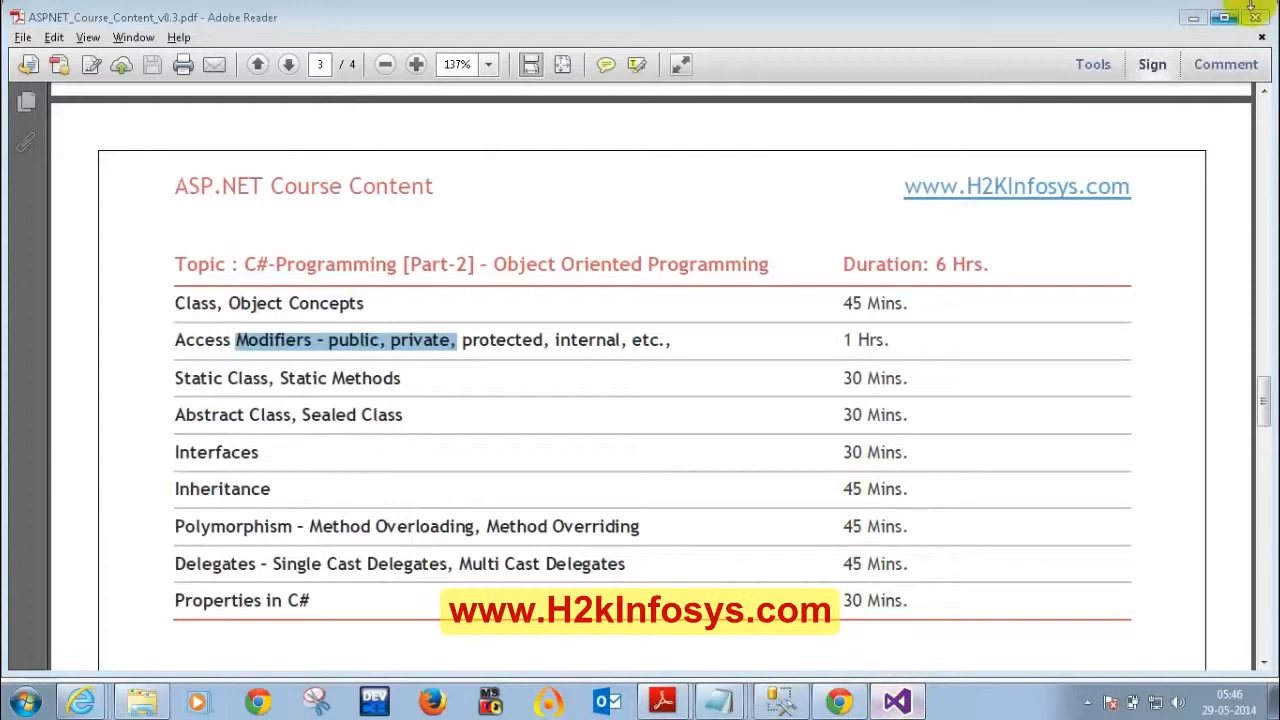 ASPNET_Course_Content_v0.3.pdf - Adobe Reader
File Edit View Window Help
3 / 4 137% Tools Sign Comment
ASP.NET Course Content www.H2KInfosys.com
Topic : C#-Programming [Part-2] - Object Oriented Programming Duration: 6 Hrs.
Class, Object Concepts 45 Mins.
Access Modifiers - public, private, protected, internal, etc., 1 Hrs.
Static Class, Static Methods 30 Mins.
Abstract Class, Sealed Class 30 Mins.
Interfaces 30 Mins.
Inheritance 45 Mins.
Polymorphism - Method Overloading, Method Overriding 45 Mins.
Delegates - Single Cast Delegates, Multi Cast Delegates 45 Mins.
Properties in C# 30 Mins.
www.H2kInfosys.com
DEV
MS
05:46
29-05-2014